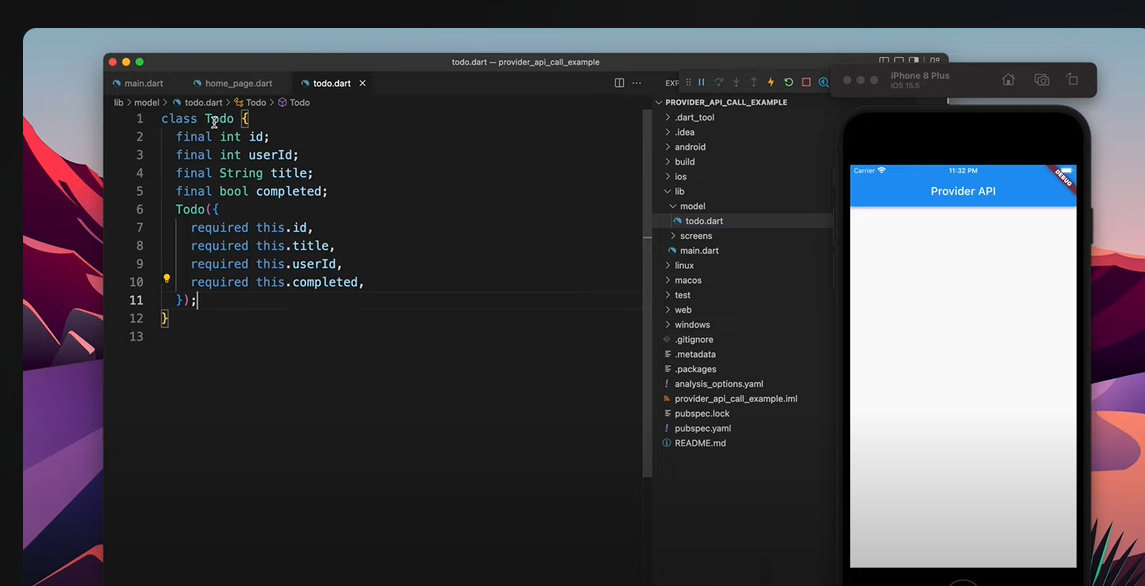 todo.dart — provider_api_call_example
main.dart home_page.dart todo.dart
lib > model > todo.dart > Todo > Todo
1 class Todo {
2 final int id;
3 final int userId;
4 final String title;
5 final bool completed;
6 Todo({
7 required this.id,
8 required this.title,
9 required this.userId,
10 required this.completed,
11 });
12 }
13
EXP
PROVIDER_API_CALL_EXAMPLE
.dart_tool
.idea
android
build
ios
lib
model
todo.dart
screens
main.dart
linux
macos
test
web
windows
.gitignore
.metadata
.packages
analysis_options.yaml
provider_api_call_example.iml
pubspec.lock
pubspec.yaml
README.md
iPhone 8 Plus
iOS 15.5
Carrier 11:32 PM
DEBUG
Provider API